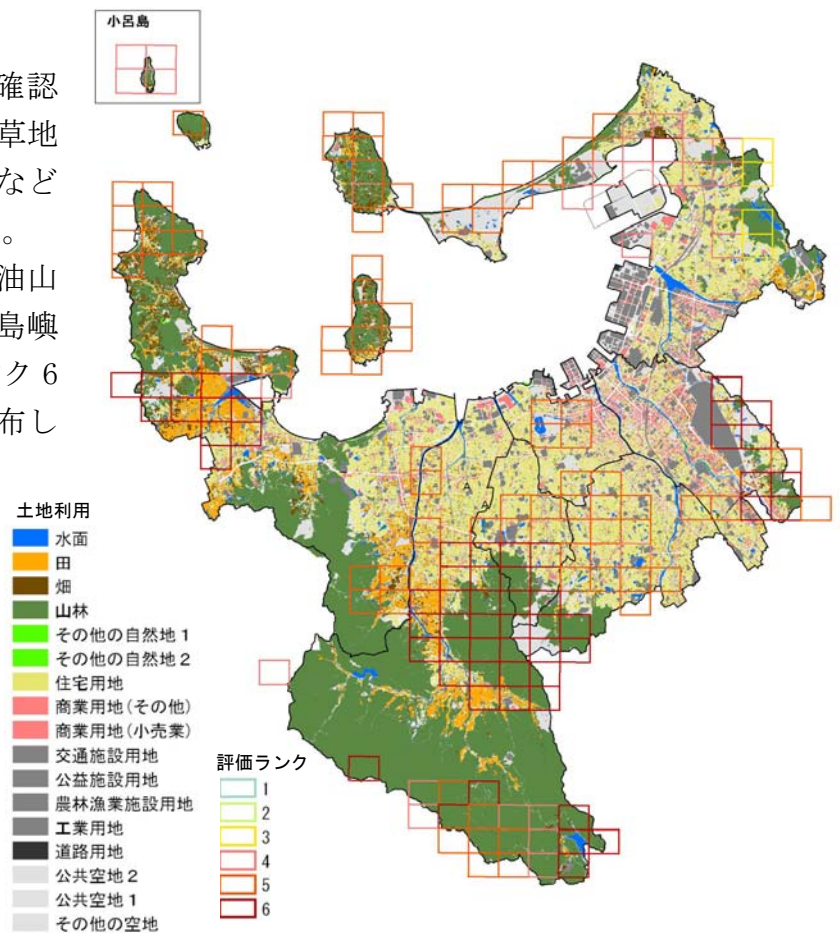 小呂島
確認
草地
など
。
油山
島嶼
ク 6
布し
土地利用
水面
田
畑
山林
その他の自然地 1
その他の自然地 2
住宅用地
商業用地(その他)
商業用地(小売業)
交通施設用地
公益施設用地
農林漁業施設用地
工業用地
道路用地
公共空地 2
公共空地 1
その他の空地
評価ランク
1
2
3
4
5
6